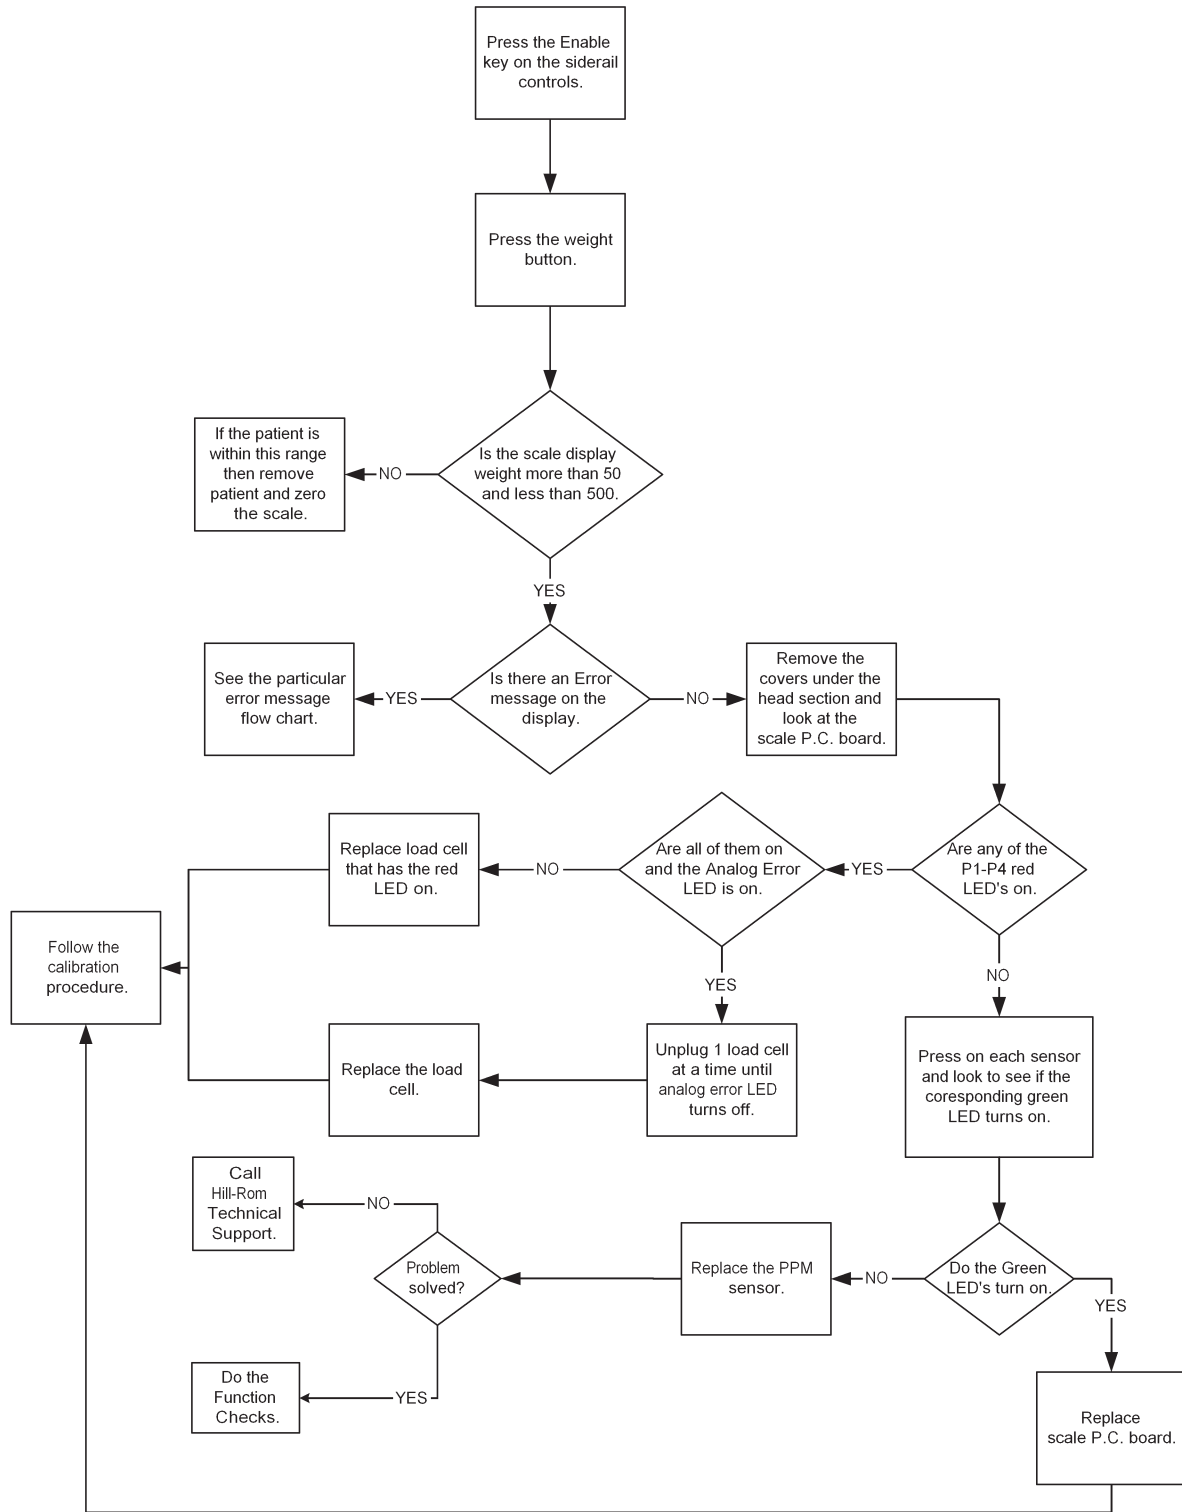 Press the Enable
key on the siderail
controls.
Press the weight
button.
Is the scale display
weight more than 50
and less than 500.
NO
If the patient is
within this range
then remove
patient and zero
the scale.
YES
Is there an Error
message on the
display.
YES
See the particular
error message
flow chart.
NO
Remove the
covers under the
head section and
look at the
scale P.C. board.
Are any of the
P1-P4 red
LED's on.
YES
Are all of them on
and the Analog Error
LED is on.
NO
Replace load cell
that has the red
LED on.
Follow the
calibration
procedure.
YES
Unplug 1 load cell
at a time until
analog error LED
turns off.
Replace the load
cell.
NO
Press on each sensor
and look to see if the
coresponding green
LED turns on.
Do the Green
LED's turn on.
NO
Replace the PPM
sensor.
Problem
solved?
NO
Call
Hill-Rom
Technical
Support.
YES
Do the
Function
Checks.
YES
Replace
scale P.C. board.